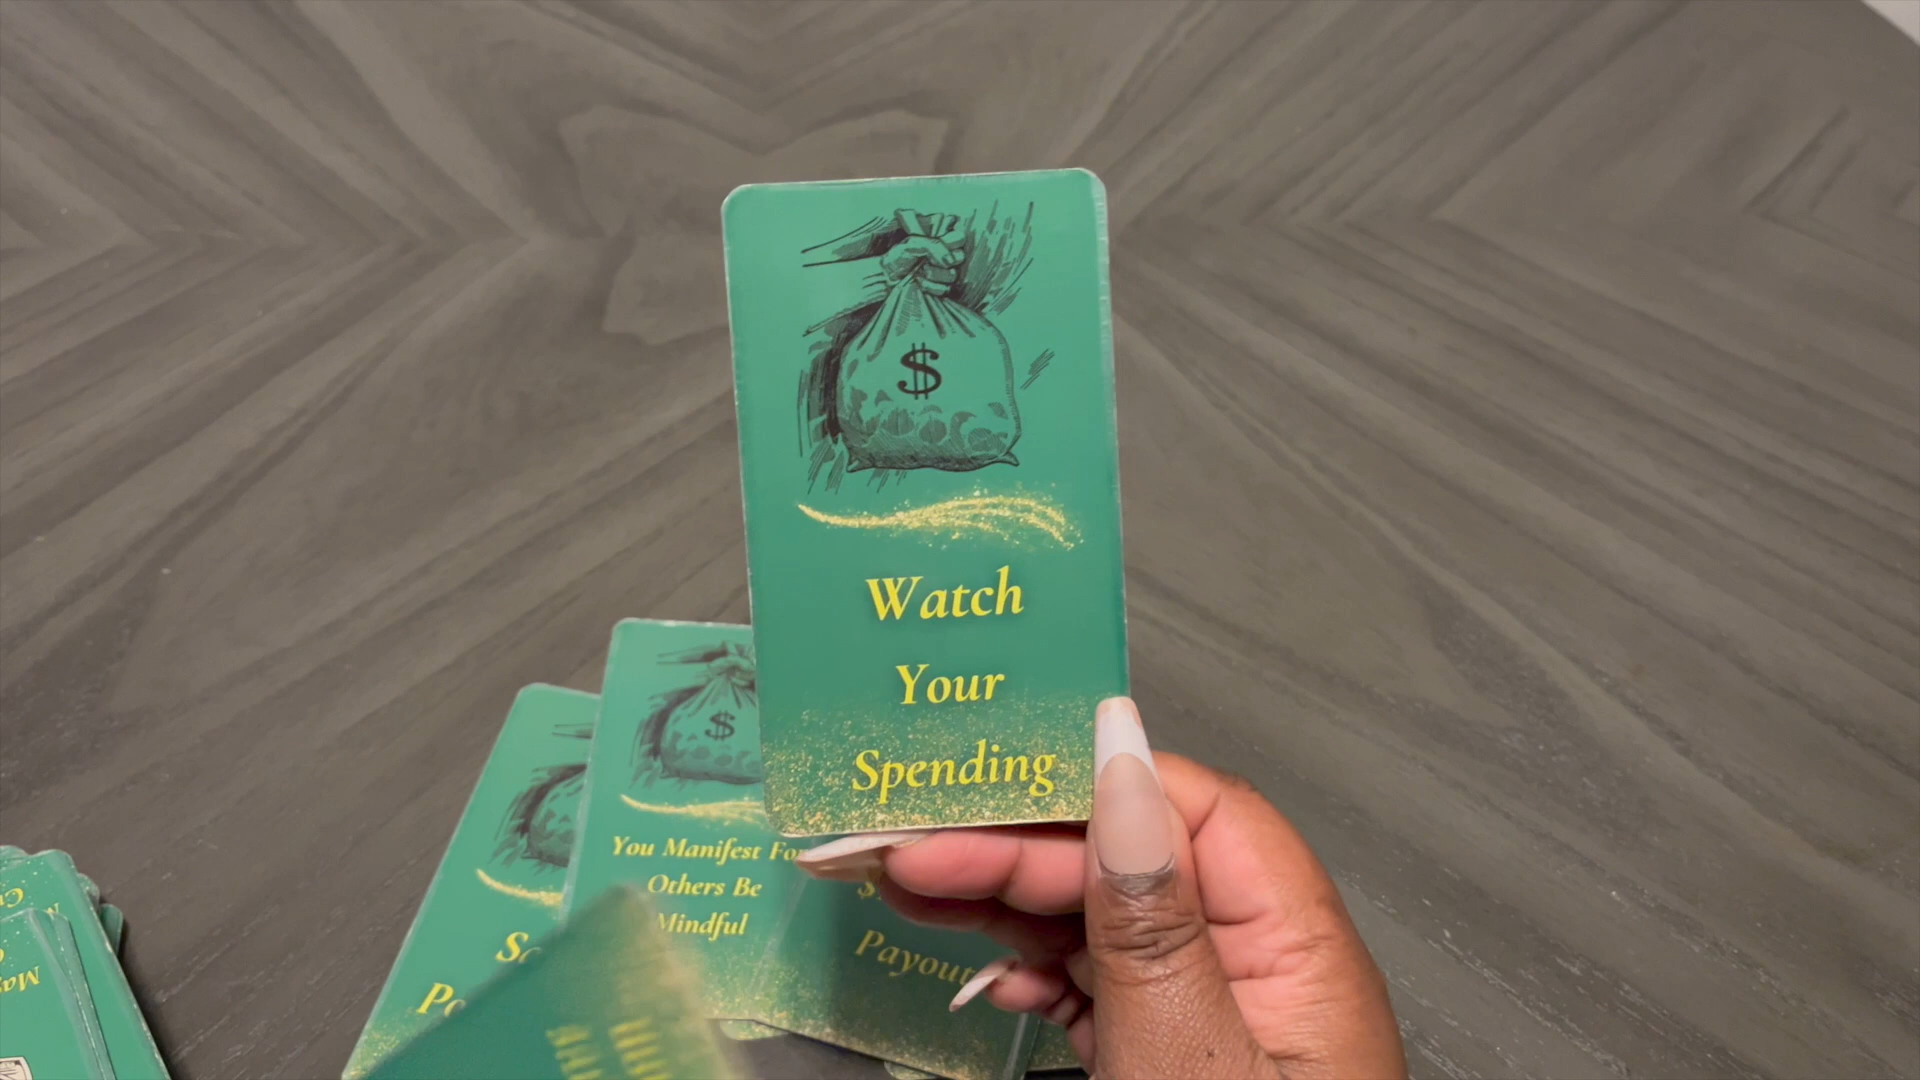 $
Watch
Your
Spending
$
You Manifest For
Others Be
Mindful
$
Payout